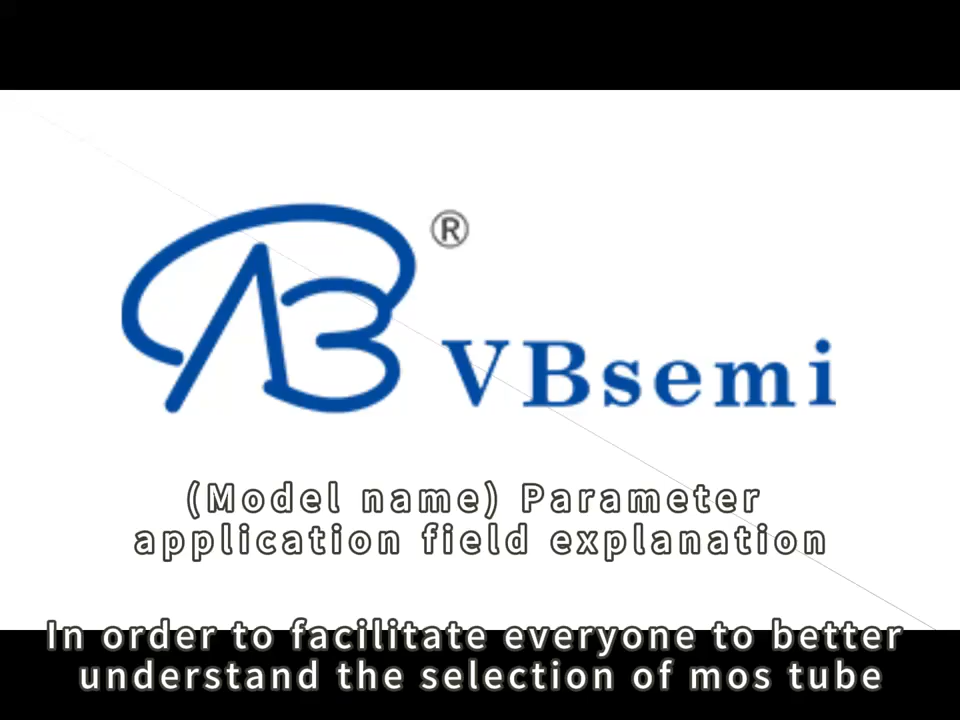 ®
VBsemi
(Model name) Parameter
application field explanation
In order to facilitate everyone to better
understand the selection of mos tube